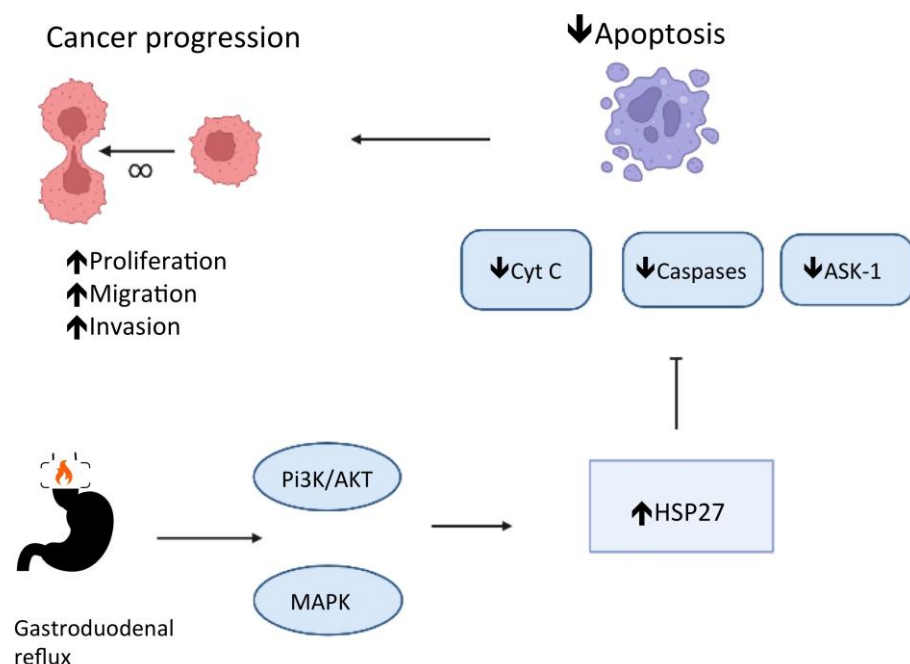 Cancer progression
↓Apoptosis
∞
↑Proliferation
↑Migration
↑Invasion
↓Cyt C
↓Caspases
↓ASK-1
Pi3K/AKT
MAPK
↑HSP27
Gastroduodenal
reflux